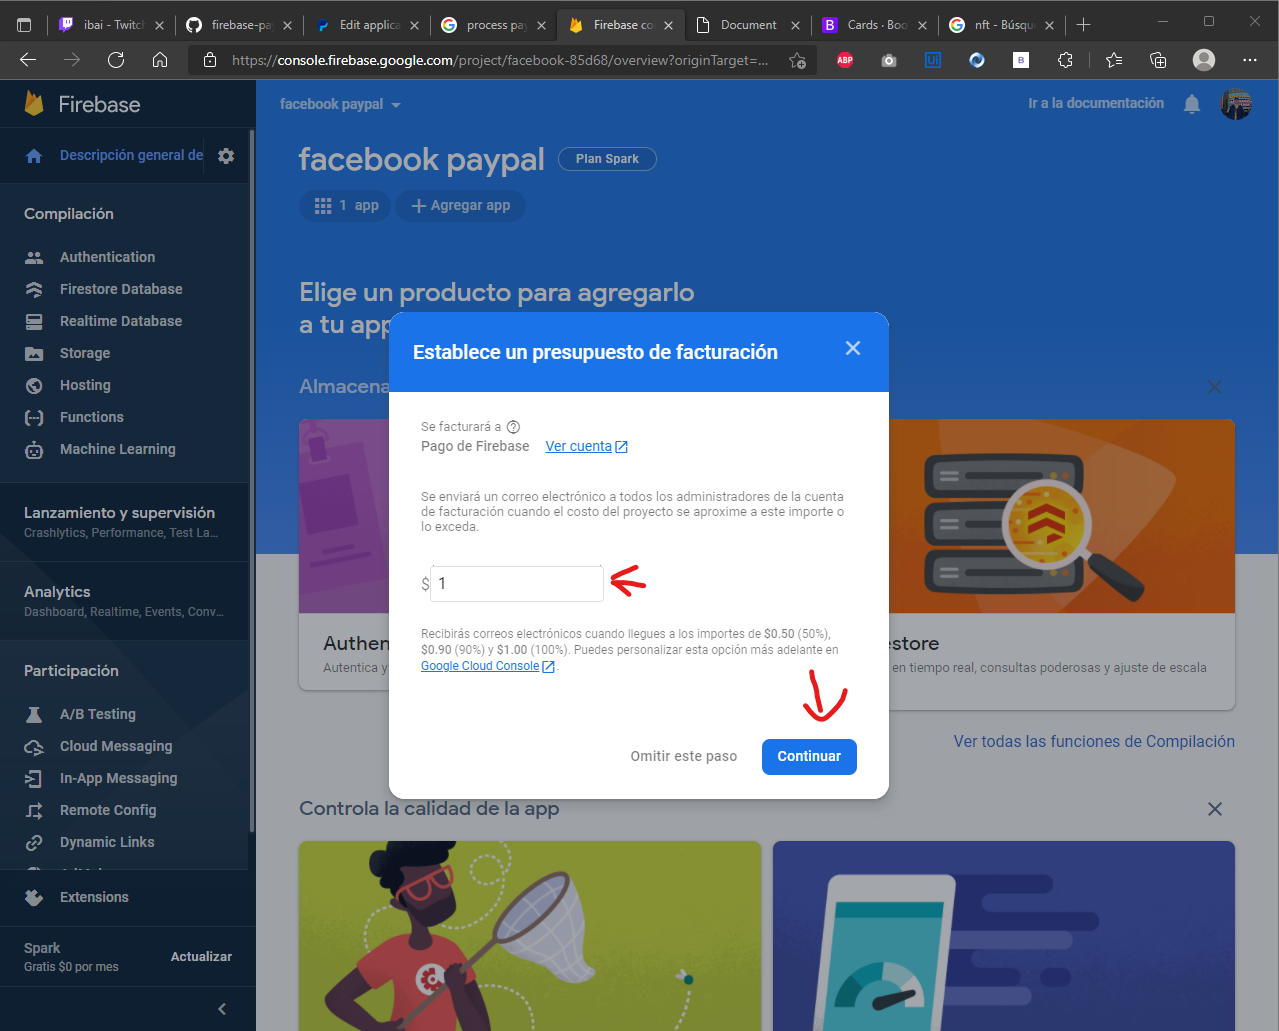 ibai - Twitch
firebase-pa
Edit applica
process pay
Firebase co
Document
Cards · Boo
nft - Búsqu
https://console.firebase.google.com/project/facebook-85d68/overview?originTarget=...
ABP
Ui
B
Firebase
facebook paypal
Ir a la documentación
Descripción general de
facebook paypal
Plan Spark
1 app
Agregar app
Compilación
Authentication
Firestore Database
Realtime Database
Storage
Hosting
Functions
Machine Learning
Elige un producto para agregarlo
a tu app
Almacena
Establece un presupuesto de facturación
Se facturará a
Pago de Firebase Ver cuenta
Se enviará un correo electrónico a todos los administradores de la cuenta
de facturación cuando el costo del proyecto se aproxime a este importe o
lo exceda.
$ 1
Recibirás correos electrónicos cuando llegues a los importes de $0.50 (50%),
$0.90 (90%) y $1.00 (100%). Puedes personalizar esta opción más adelante en
Google Cloud Console.
Omitir este paso
Continuar
Lanzamiento y supervisión
Crashlytics, Performance, Test La...
Analytics
Dashboard, Realtime, Events, Conv...
Authen
Autentica y
estore
en tiempo real, consultas poderosas y ajuste de escala
Ver todas las funciones de Compilación
Participación
A/B Testing
Cloud Messaging
In-App Messaging
Remote Config
Dynamic Links
Extensions
Controla la calidad de la app
Spark
Gratis $0 por mes
Actualizar